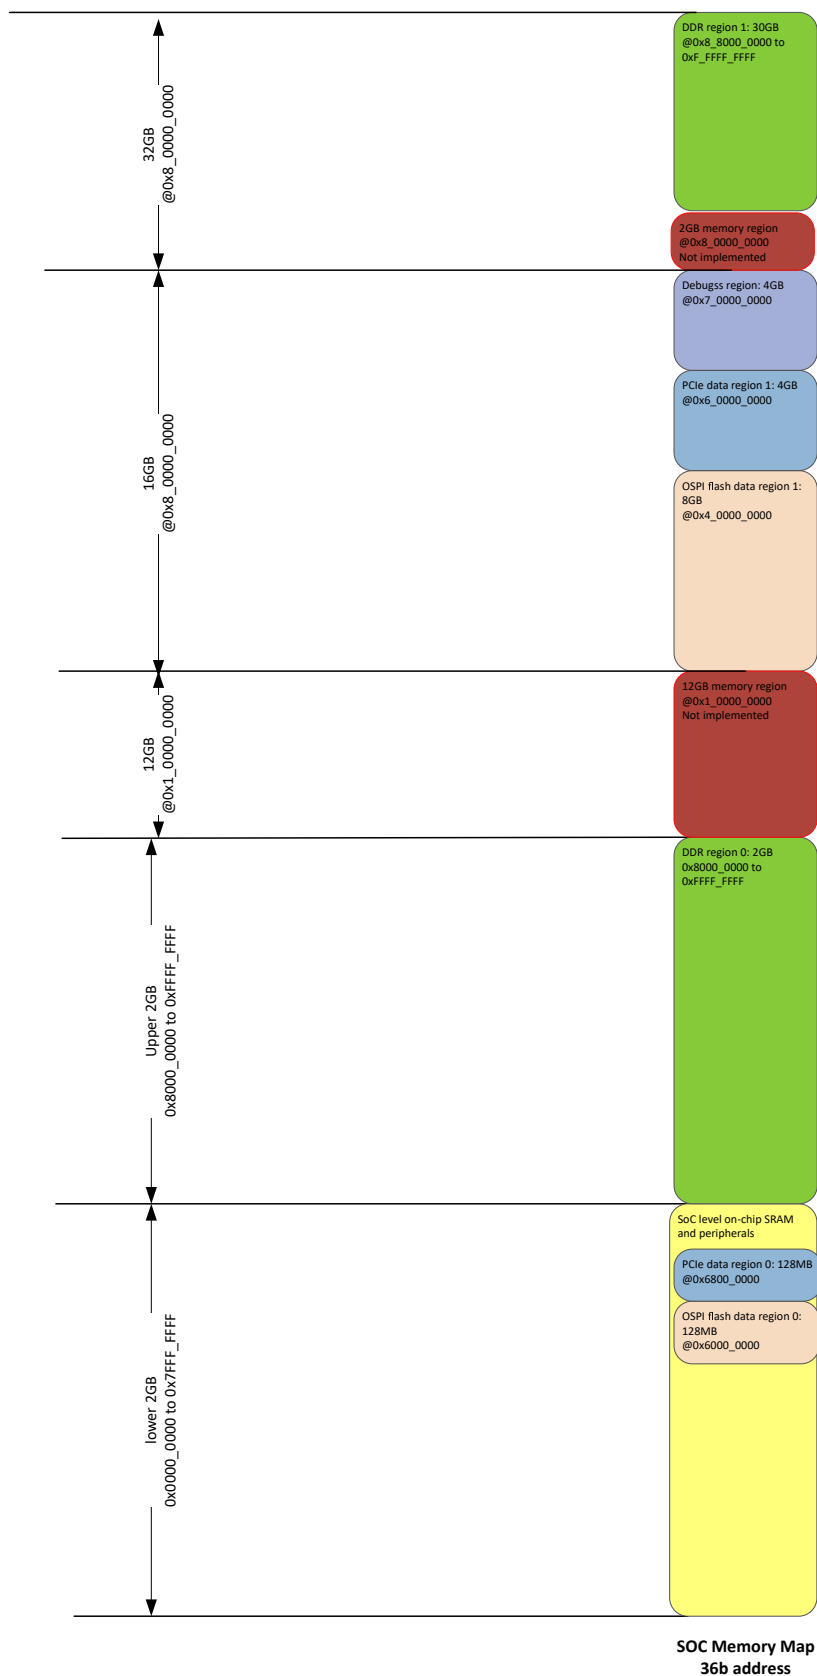 32GB
@0x8_0000_0000
16GB
@0x8_0000_0000
12GB
@0x1_0000_0000
Upper 2GB
0x8000_0000 to 0xFFFF_FFFF
lower 2GB
0x0000_0000 to 0x7FFF_FFFF
DDR region 1: 30GB
@0x8_8000_0000 to
0xF_FFFF_FFFF
2GB memory region
@0x8_0000_0000
Not implemented
Debugss region: 4GB
@0x7_0000_0000
PCIe data region 1: 4GB
@0x6_0000_0000
OSPI flash data region 1:
8GB
@0x4_0000_0000
12GB memory region
@0x1_0000_0000
Not implemented
DDR region 0: 2GB
0x8000_0000 to
0xFFFF_FFFF
SoC level on-chip SRAM
and peripherals
PCIe data region 0: 128MB
@0x6800_0000
OSPI flash data region 0:
128MB
@0x6000_0000
SOC Memory Map
36b address